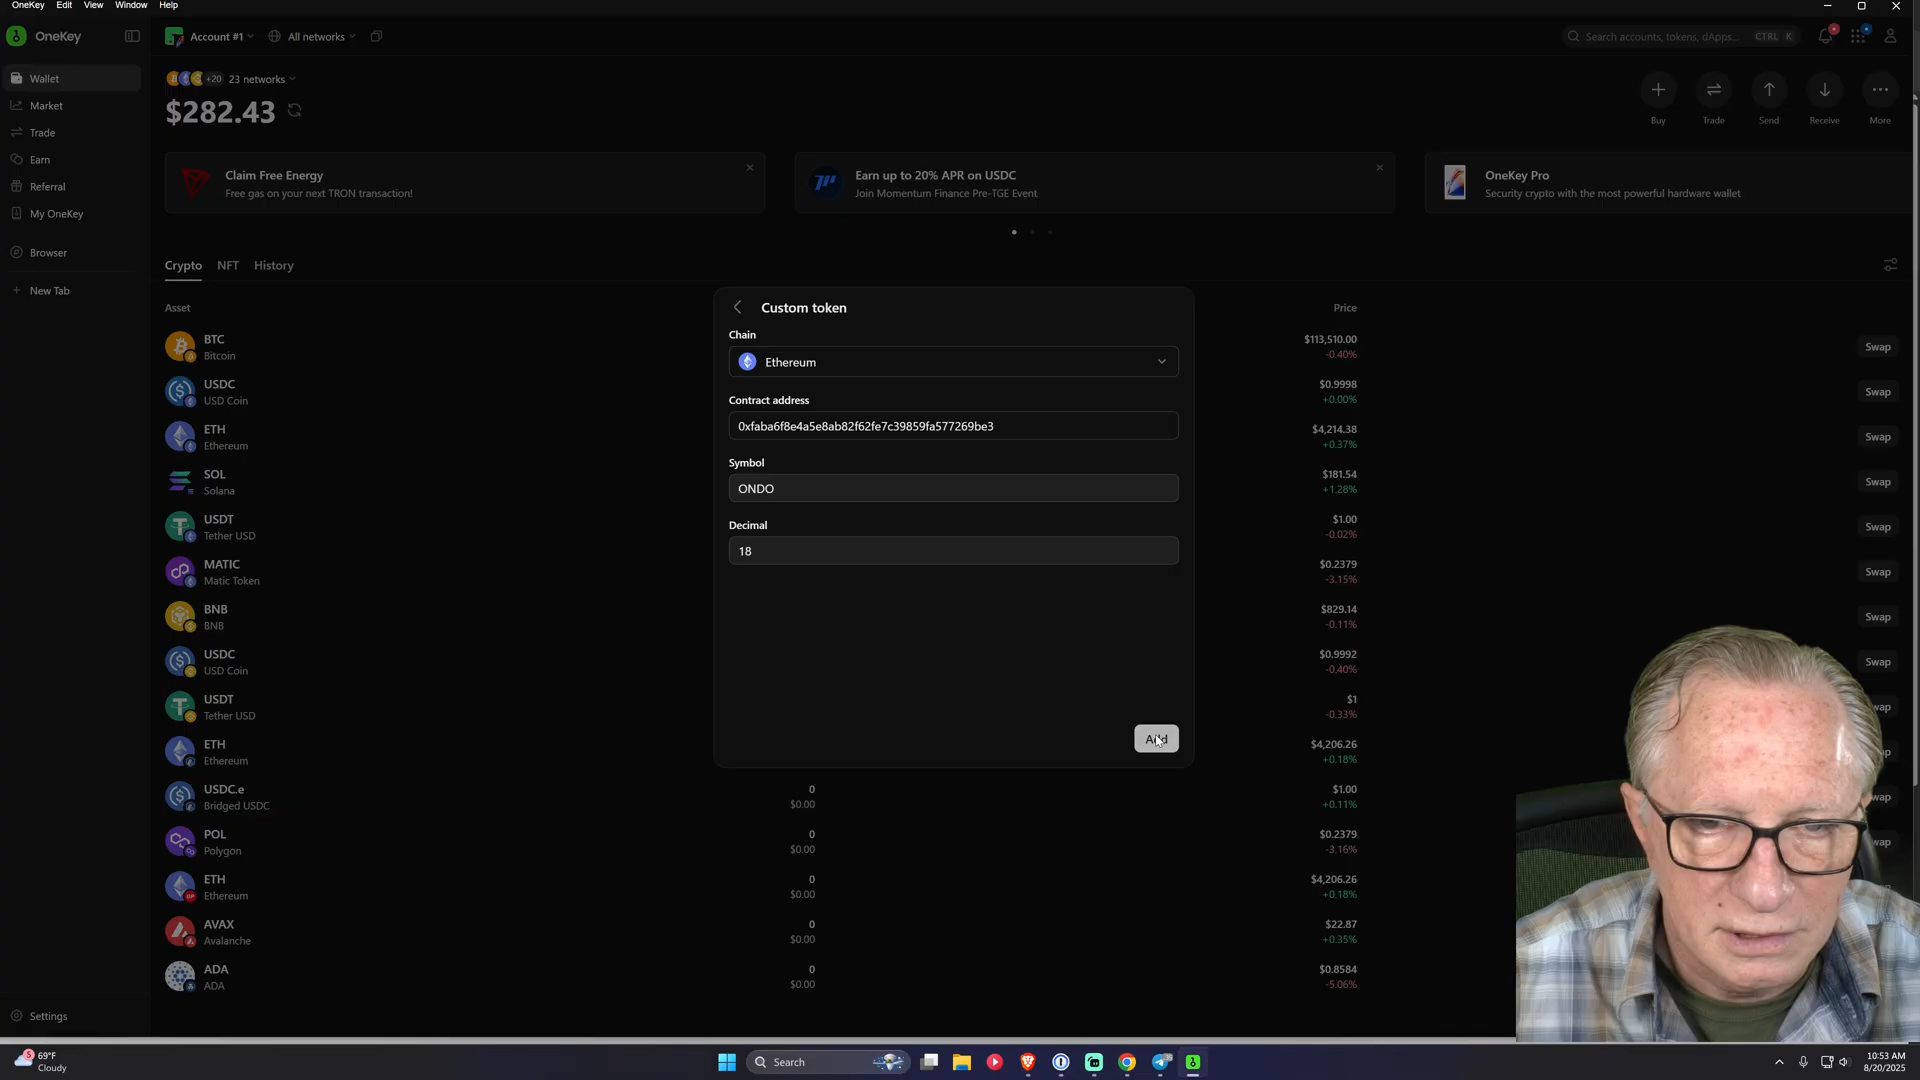 OneKey Edit View Window Help
OneKey
Account #1
All networks
Search accounts, tokens, dApps...
CTRL K
Wallet
Market
Trade
Earn
Referral
My OneKey
Browser
New Tab
Settings
+20 23 networks
$282.43
Buy
Trade
Send
Receive
More
Claim Free Energy
Free gas on your next TRON transaction!
Earn up to 20% APR on USDC
Join Momentum Finance Pre-TGE Event
OneKey Pro
Security crypto with the most powerful hardware wallet
Crypto NFT History
Asset
Price
BTC
Bitcoin
$113,510.00
-0.40%
Swap
USDC
USD Coin
$0.9998
+0.00%
Swap
ETH
Ethereum
$4,214.38
+0.37%
Swap
SOL
Solana
$181.54
+1.28%
Swap
USDT
Tether USD
$1.00
-0.02%
Swap
MATIC
Matic Token
$0.2379
-3.15%
Swap
BNB
BNB
$829.14
-0.11%
Swap
USDC
USD Coin
$0.9992
-0.40%
Swap
USDT
Tether USD
$1
-0.33%
ETH
Ethereum
$4,206.26
+0.18%
USDC.e
Bridged USDC
0
$0.00
$1.00
+0.11%
POL
Polygon
0
$0.00
$0.2379
-3.16%
ETH
Ethereum
0
$0.00
$4,206.26
+0.18%
AVAX
Avalanche
0
$0.00
$22.87
+0.35%
ADA
ADA
0
$0.00
$0.8584
-5.06%
Custom token
Chain
Ethereum
Contract address
0xfaba6f8e4a5e8ab82f62fe7c39859fa577269be3
Symbol
ONDO
Decimal
18
Add
5
69°F
Cloudy
Search
10:53 AM
8/20/2025